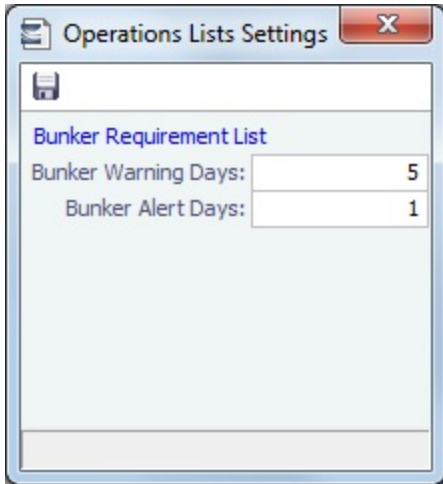 Operations Lists Settings
Bunker Requirement List
Bunker Warning Days: 5
Bunker Alert Days: 1